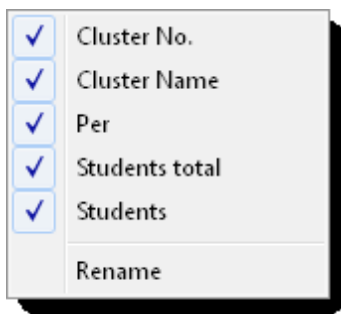 Cluster No.
Cluster Name
Per
Students total
Students
Rename